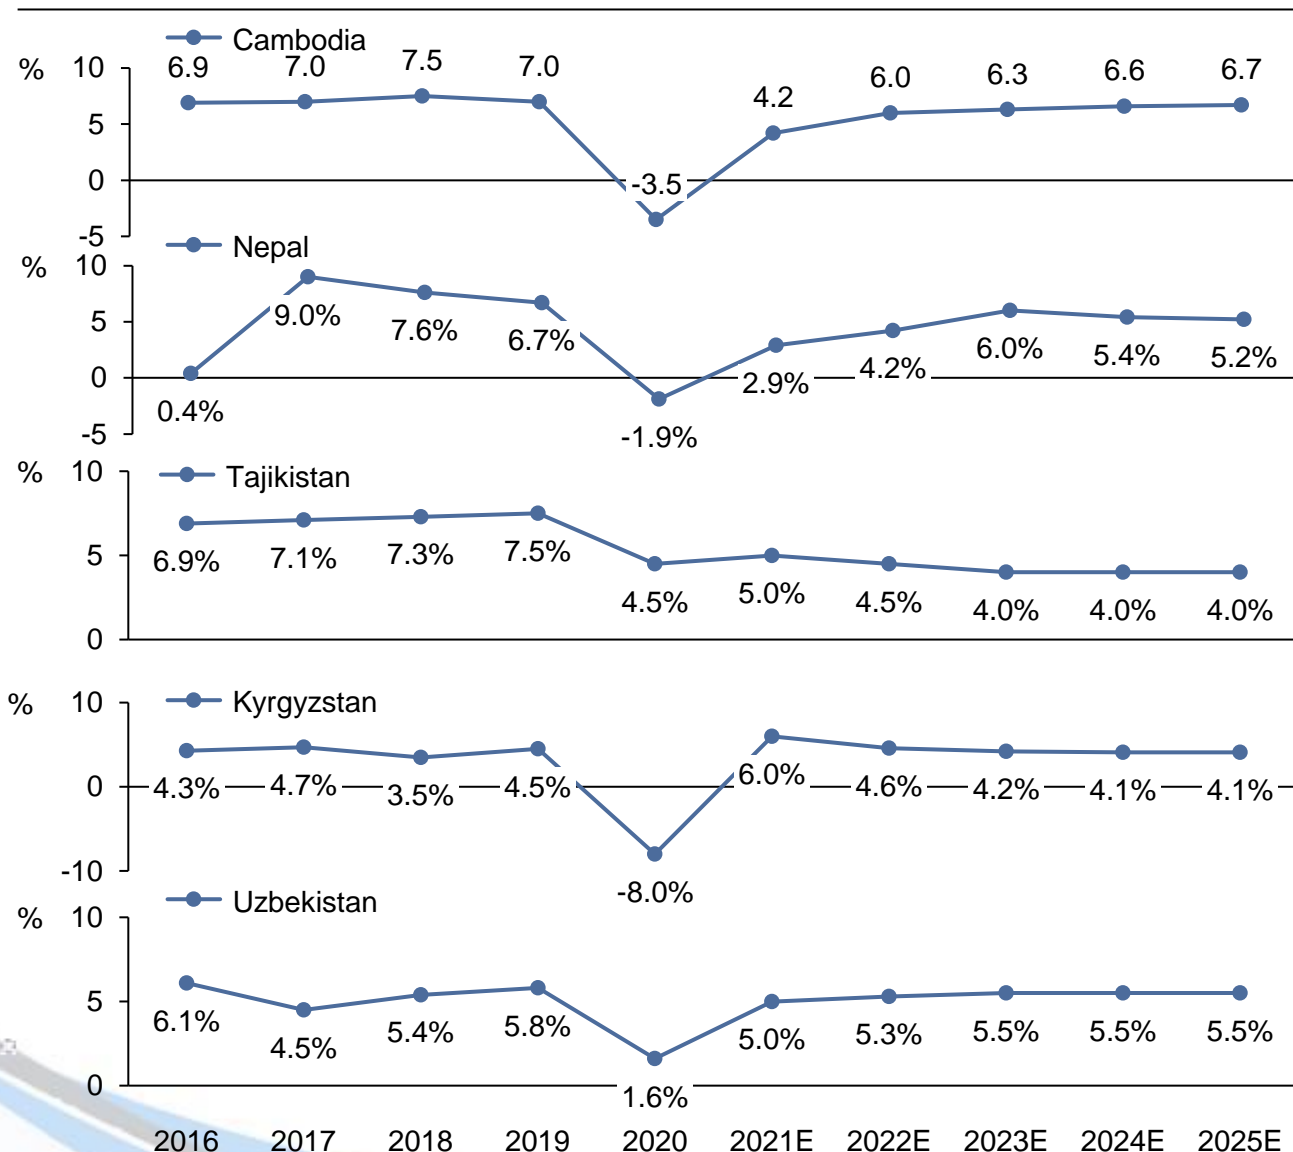 Cambodia
% 10 6.9 7.0 7.5 7.0 4.2 6.0 6.3 6.6 6.7
5
0 -3.5
-5
Nepal
% 10
9.0% 7.6% 6.7%
5
2.9% 4.2% 6.0% 5.4% 5.2%
0
0.4% -1.9%
-5
Tajikistan
% 10
6.9% 7.1% 7.3% 7.5%
5
4.5% 5.0% 4.5% 4.0% 4.0% 4.0%
0
Kyrgyzstan
% 10
0 4.3% 4.7% 3.5% 4.5% 6.0% 4.6% 4.2% 4.1% 4.1%
-10 -8.0%
Uzbekistan
% 10
5
6.1% 4.5% 5.4% 5.8% 5.0% 5.3% 5.5% 5.5% 5.5%
0 1.6%
2016 2017 2018 2019 2020 2021E 2022E 2023E 2024E 2025E